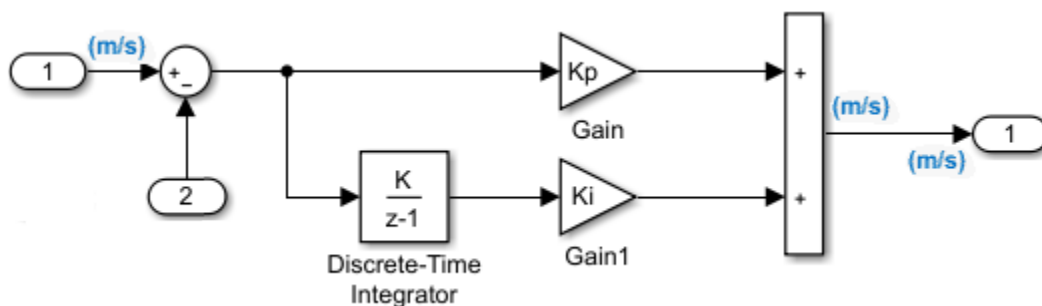 (m/s)
1
+
−
Kp
+
Gain
(m/s)
1
(m/s)
2
K
z-1
Ki
+
Gain1
Discrete-Time
Integrator